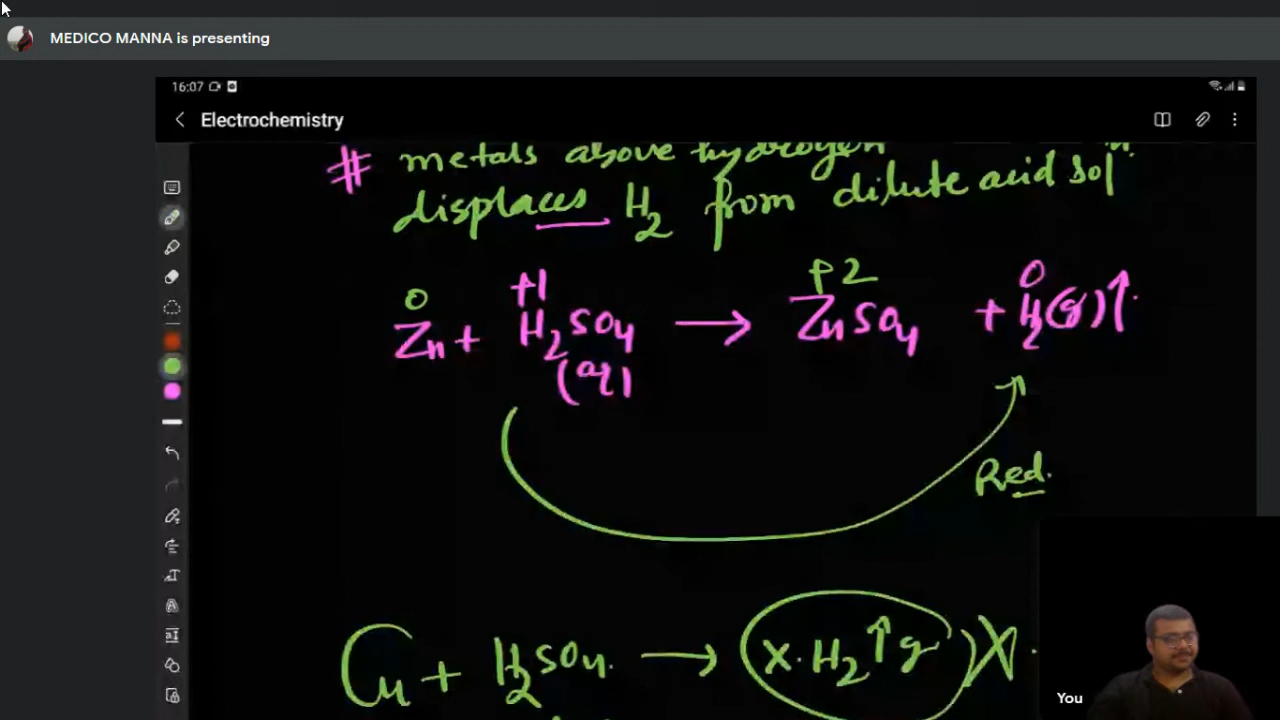 MEDICO MANNA is presenting
16:07
Electrochemistry
# metals above hydrogen
displaces H₂ from dilute acid solⁿ.
0 +1 +2 0
Zn + H₂SO₄ → ZnSO₄ + H₂(g)↑.
(aq)
Red.
Cu + H₂SO₄. → X. H₂↑g) X.
You